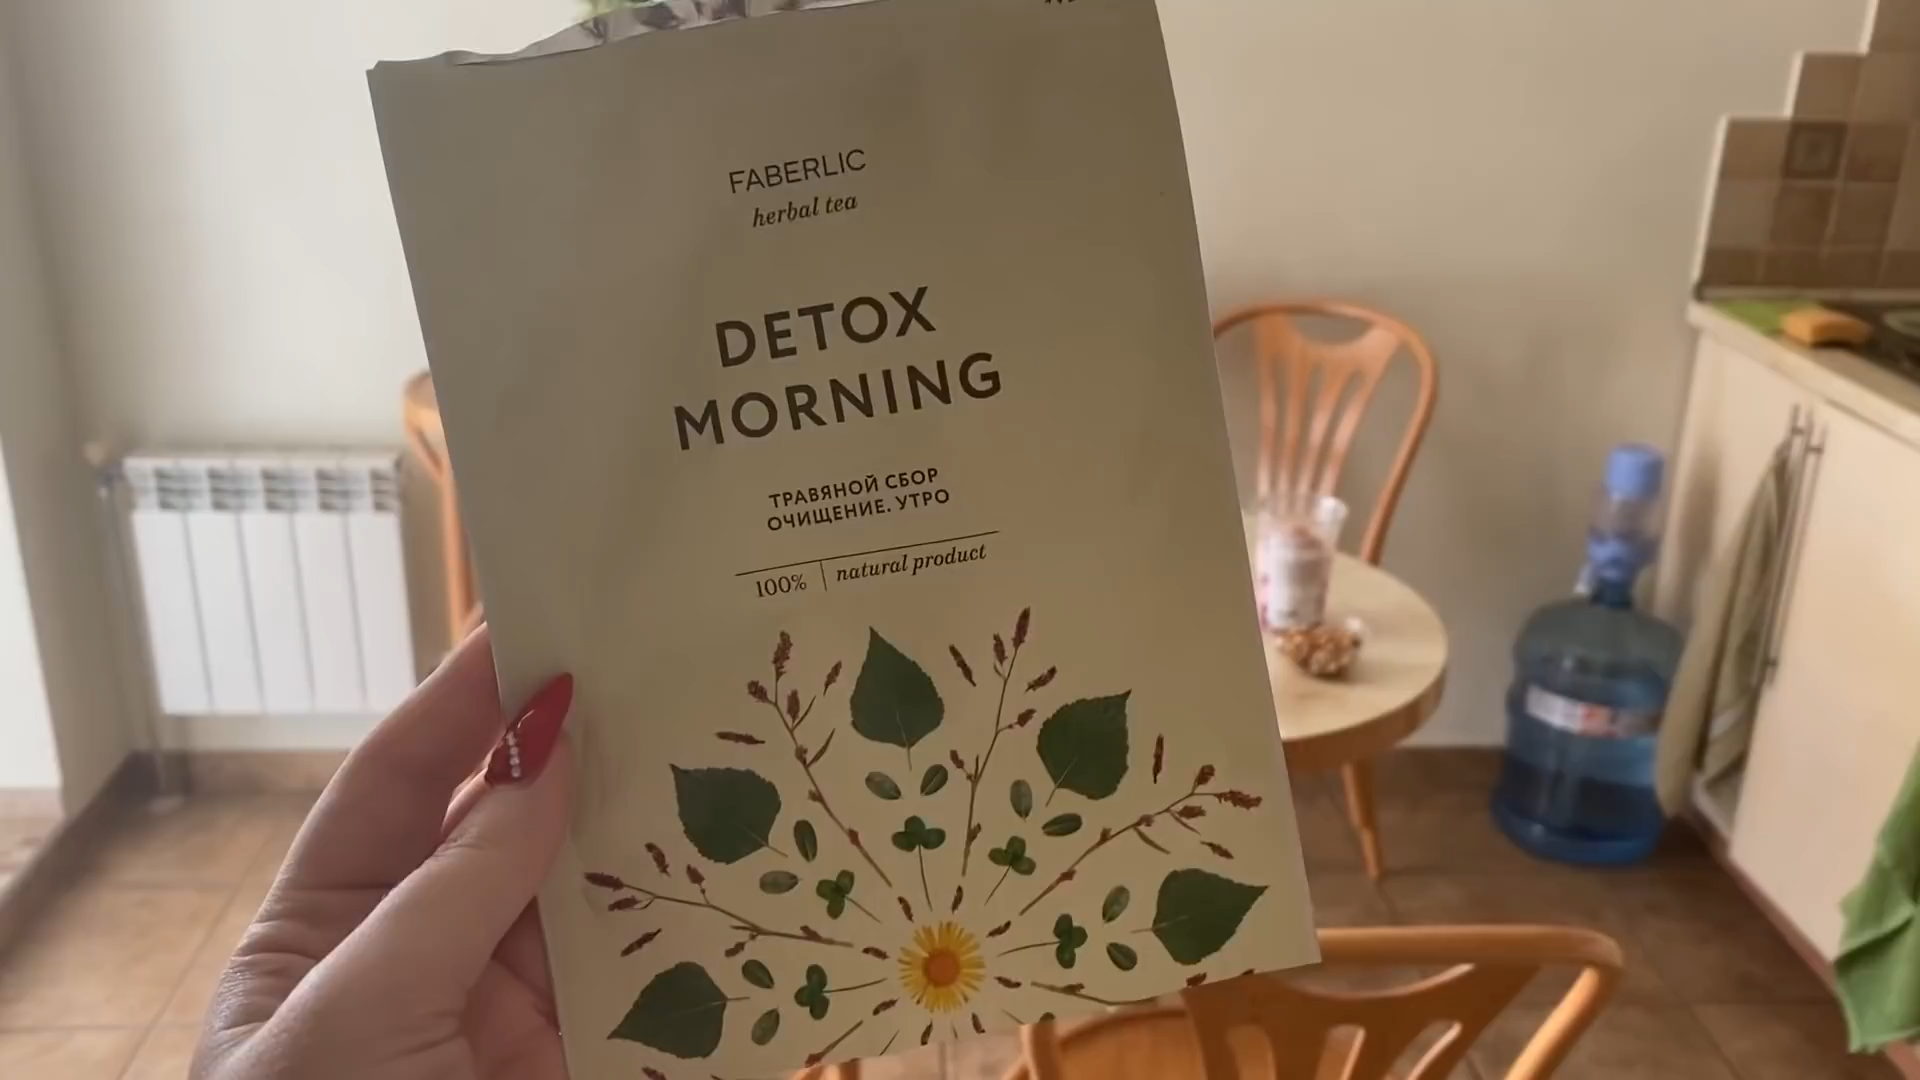 FABERLIC
herbal tea
DETOX
MORNING
ТРАВЯНОЙ СБОР
ОЧИЩЕНИЕ. УТРО
100% natural product